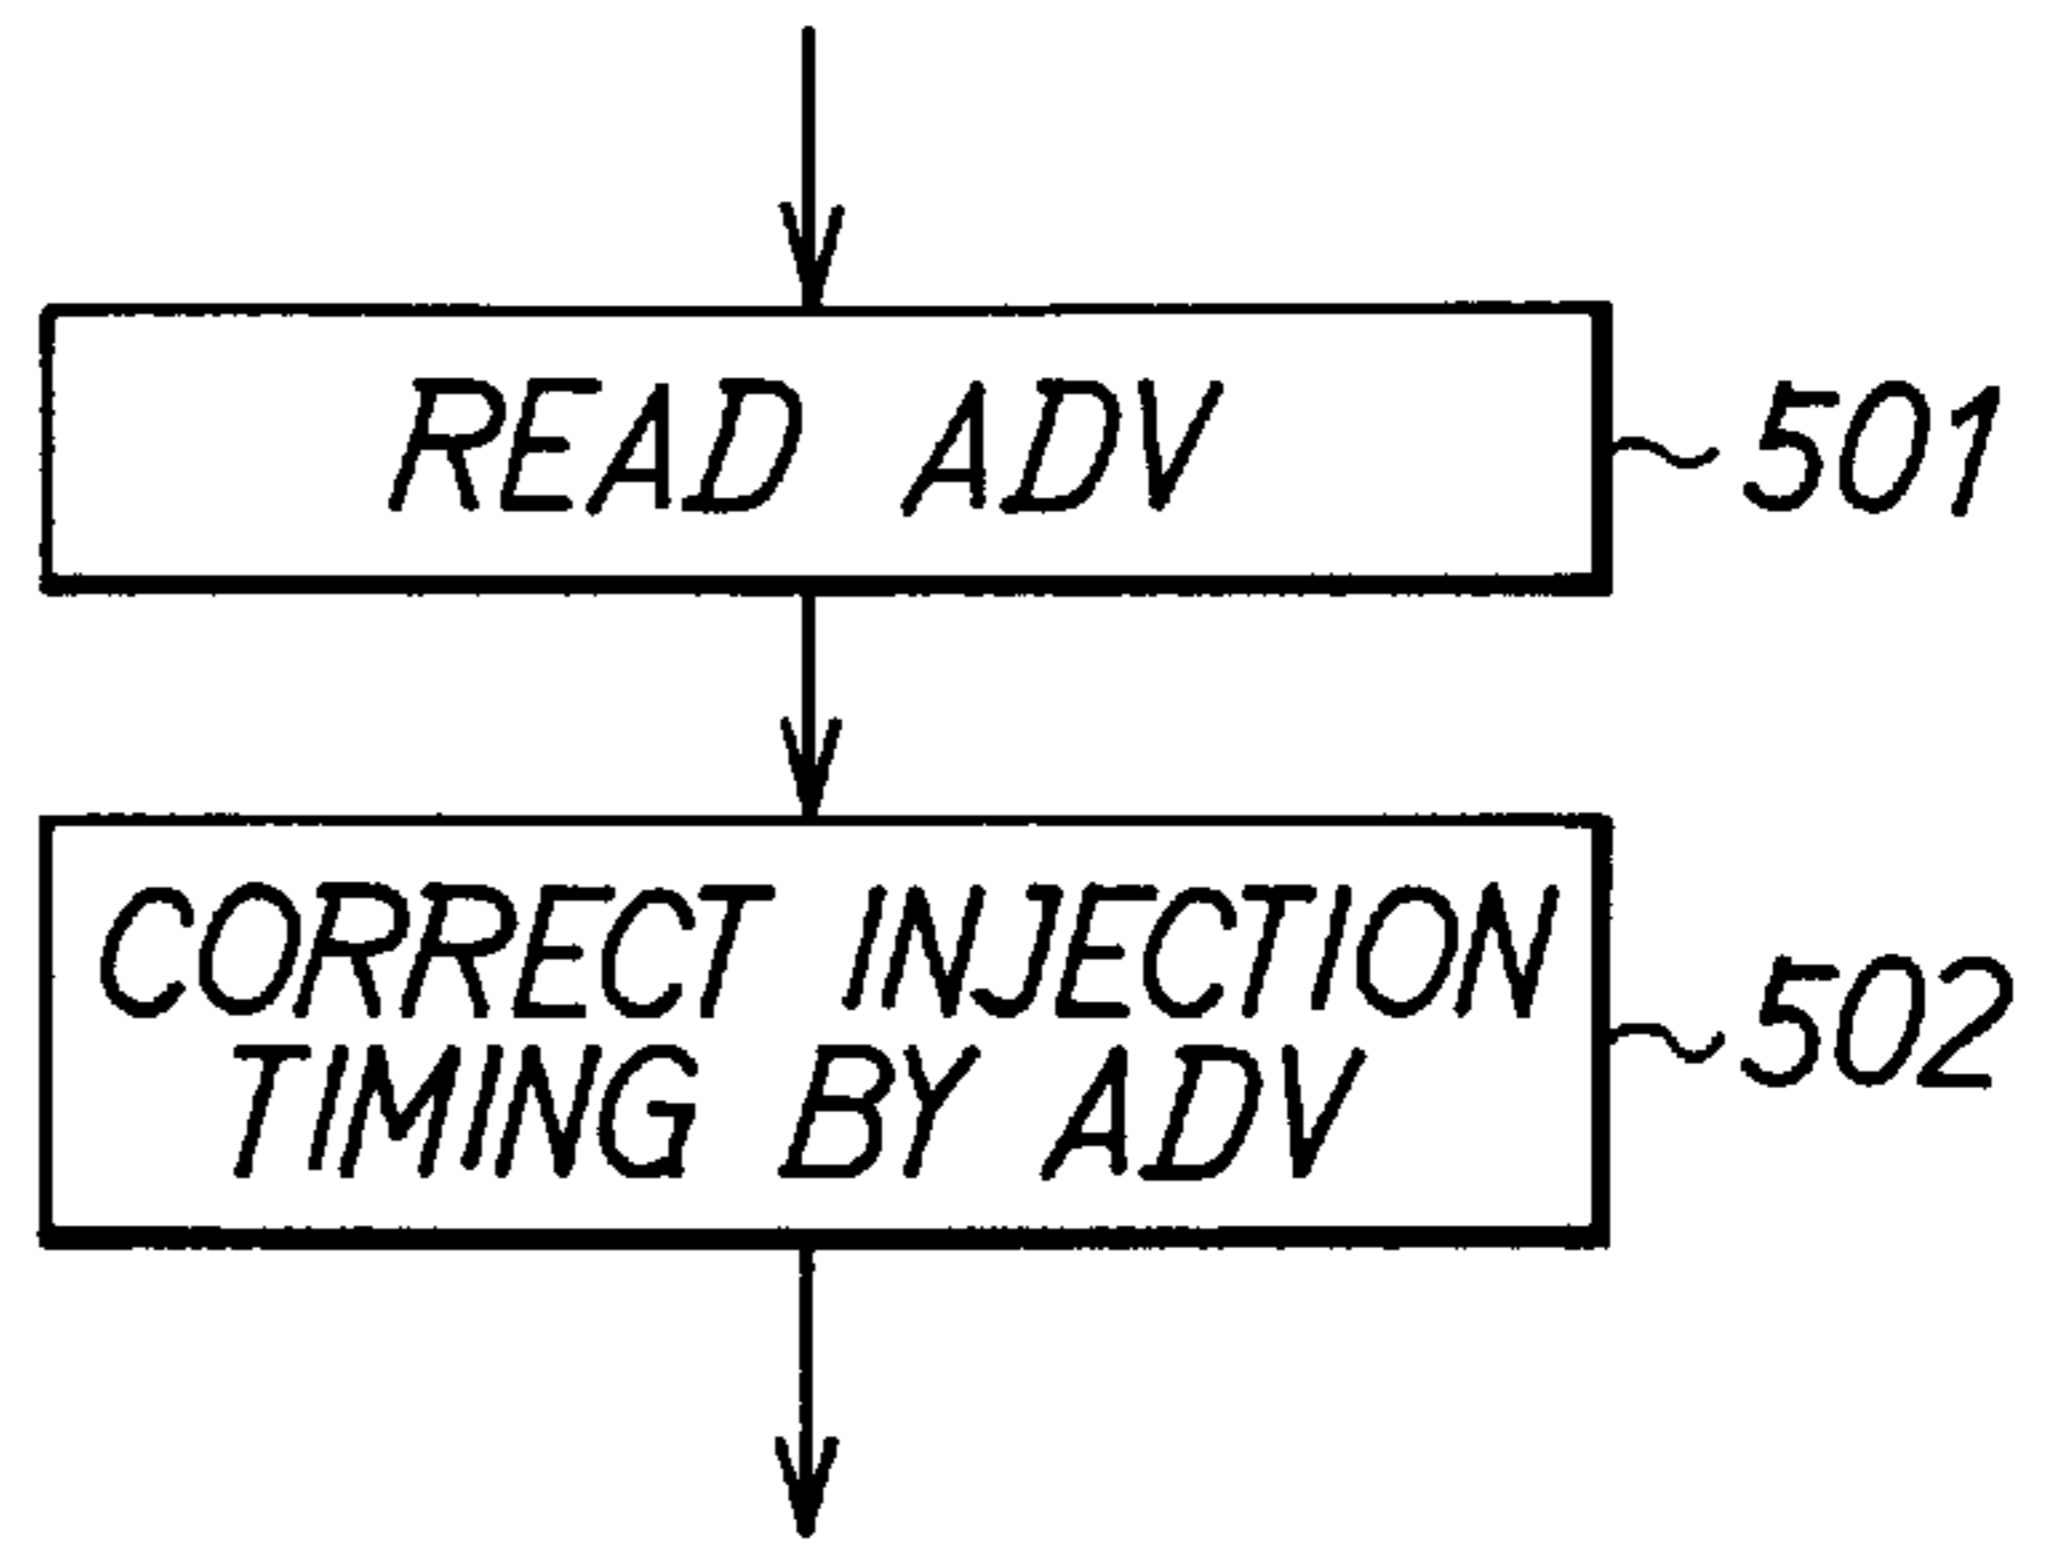 READ ADV
501
CORRECT INJECTION
TIMING BY ADV
502